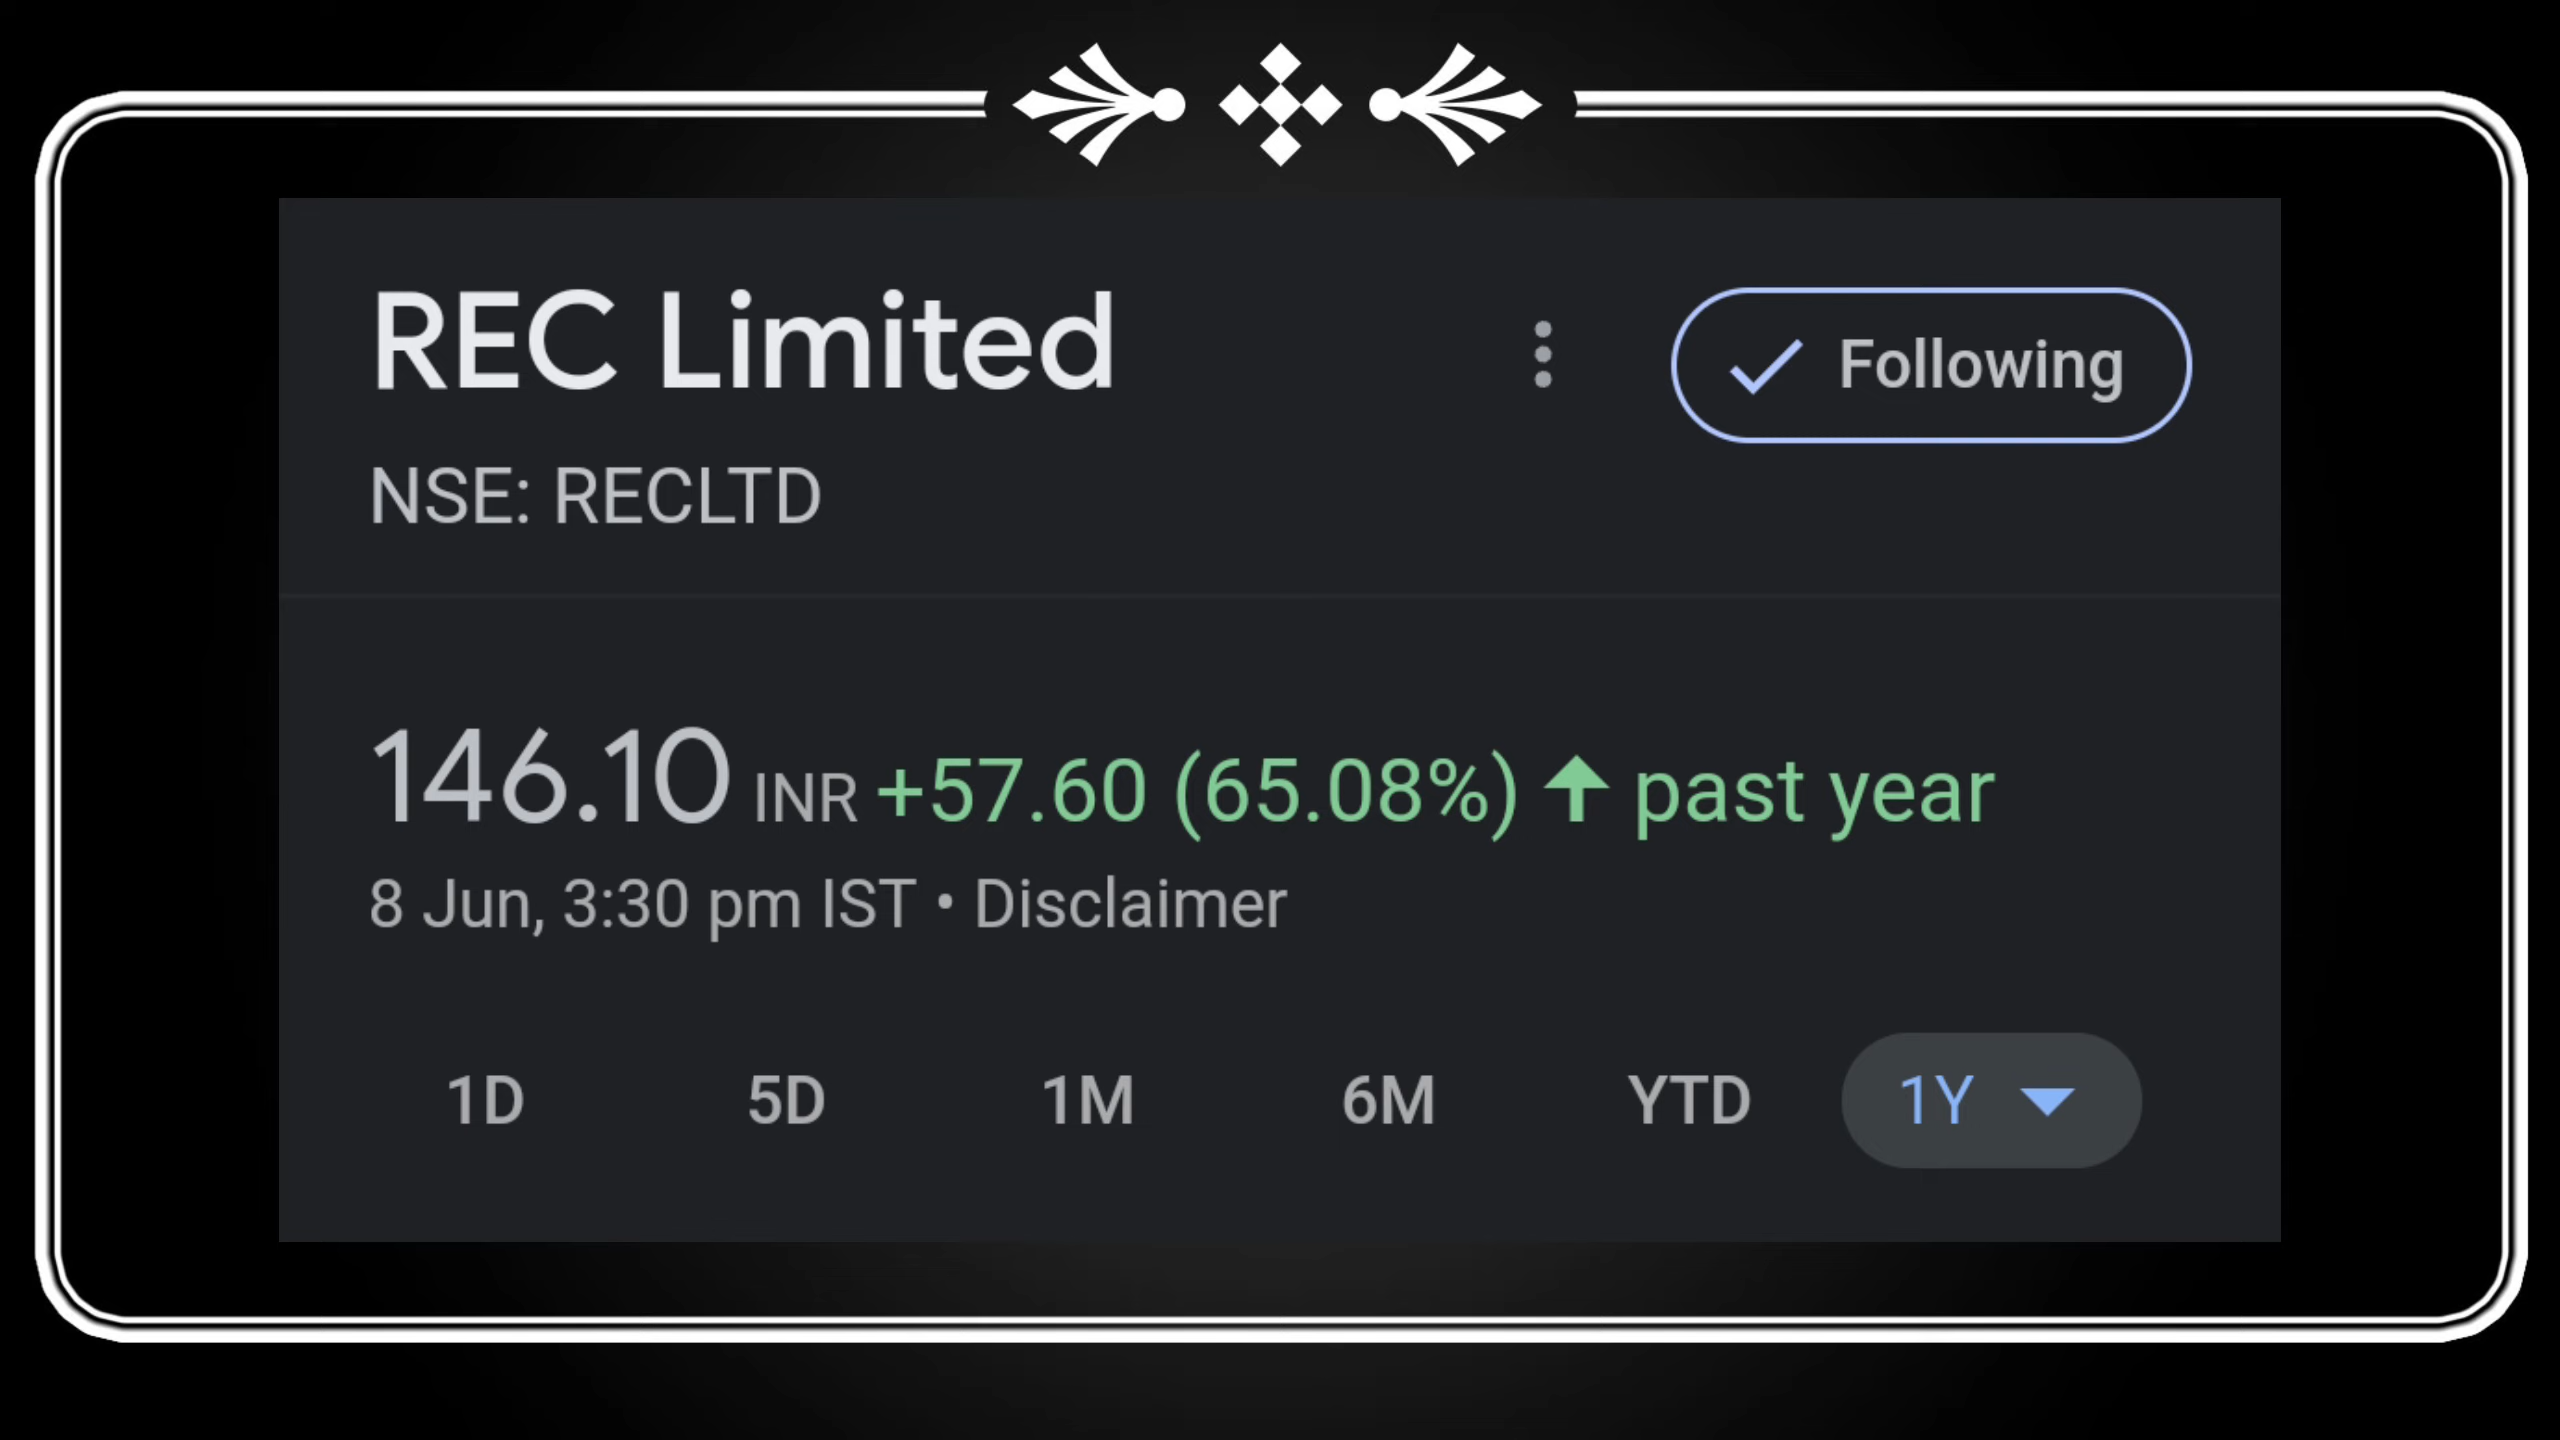 REC Limited
Following
NSE: RECLTD
146.10 INR +57.60 (65.08%) ↑ past year
8 Jun, 3:30 pm IST • Disclaimer
1D 5D 1M 6M YTD 1Y